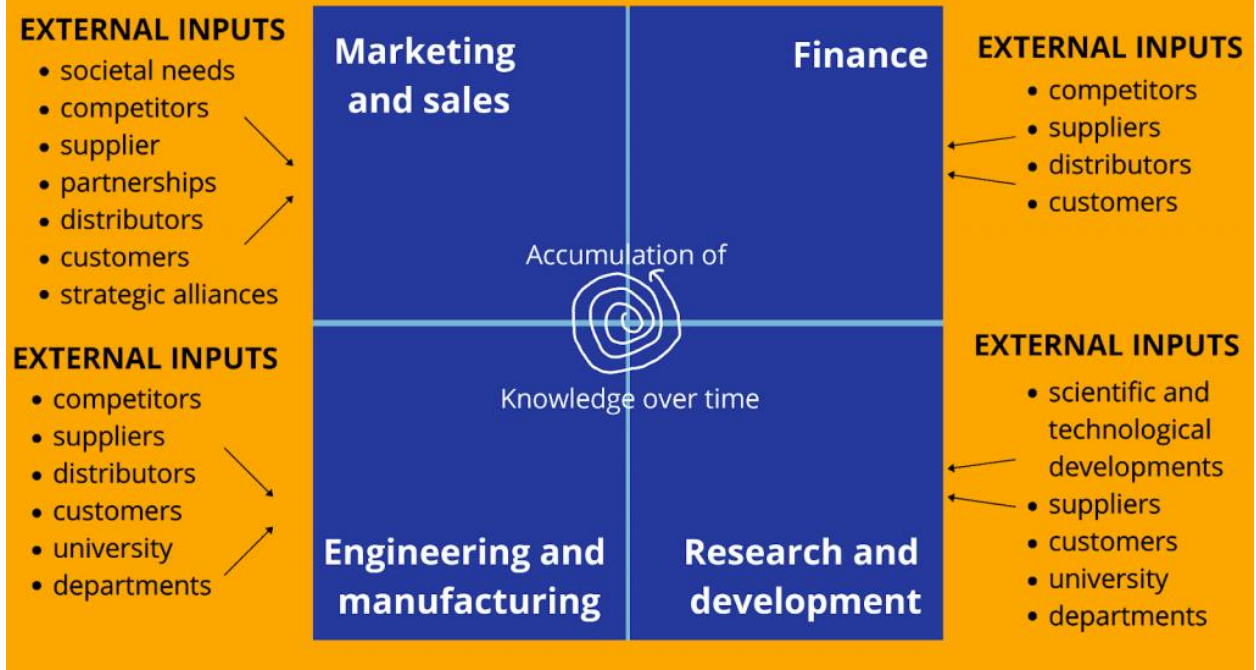 EXTERNAL INPUTS
• societal needs
• competitors
• supplier
• partnerships
• distributors
• customers
• strategic alliances
EXTERNAL INPUTS
• competitors
• suppliers
• distributors
• customers
• university
• departments
Marketing
and sales
Finance
Accumulation of
Knowledge over time
Engineering and
manufacturing
Research and
development
EXTERNAL INPUTS
• competitors
• suppliers
• distributors
• customers
EXTERNAL INPUTS
• scientific and
technological
developments
• suppliers
• customers
• university
• departments